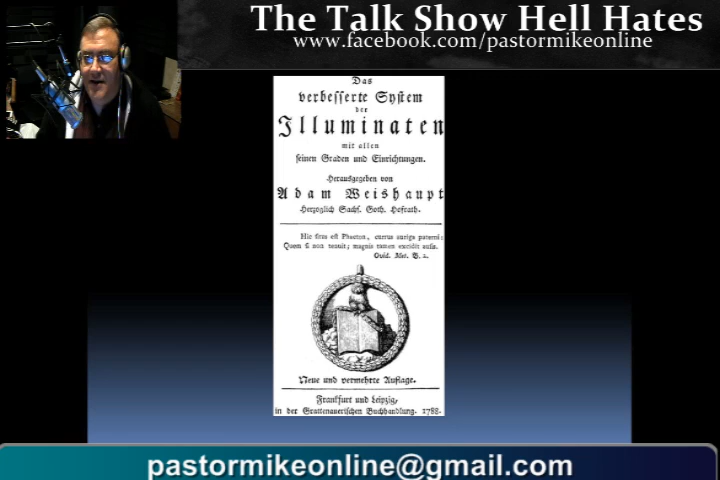 The Talk Show Hell Hates
www.facebook.com/pastormikeonline
Das
verbesserte System
der
Illuminaten
mit allen
seinen Graden und Einrichtungen.
Herausgegeben von
Adam Weishaupt
Herzoglich Sachs. Goth. Hofrath.
Hic situs est Phaeton, currus auriga paterni:
Quem si non tenuit; magnis tamen excidit ausis.
Ovid. Met. B. 2.
Neue und vermehrte Auflage.
Frankfurt und Leipzig,
in der Grattenauerischen Buchhandlung. 1788.
pastormikeonline@gmail.com